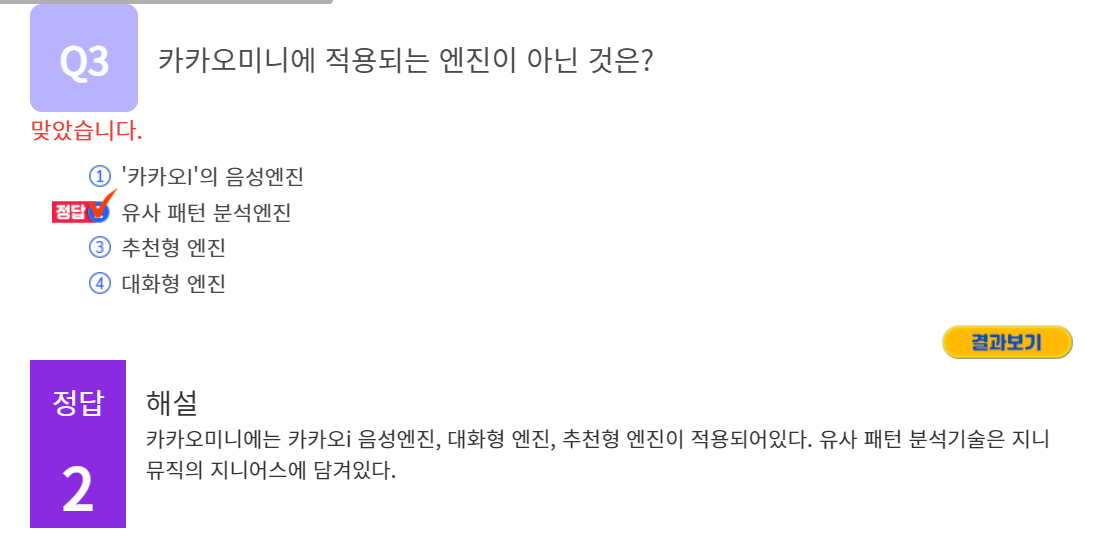 Q3
카카오미니에 적용되는 엔진이 아닌 것은?
맞았습니다.
① '카카오I'의 음성엔진
정답 유사 패턴 분석엔진
③ 추천형 엔진
④ 대화형 엔진
결과보기
정답
2
해설
카카오미니에는 카카오i 음성엔진, 대화형 엔진, 추천형 엔진이 적용되어있다. 유사 패턴 분석기술은 지니
뮤직의 지니어스에 담겨있다.